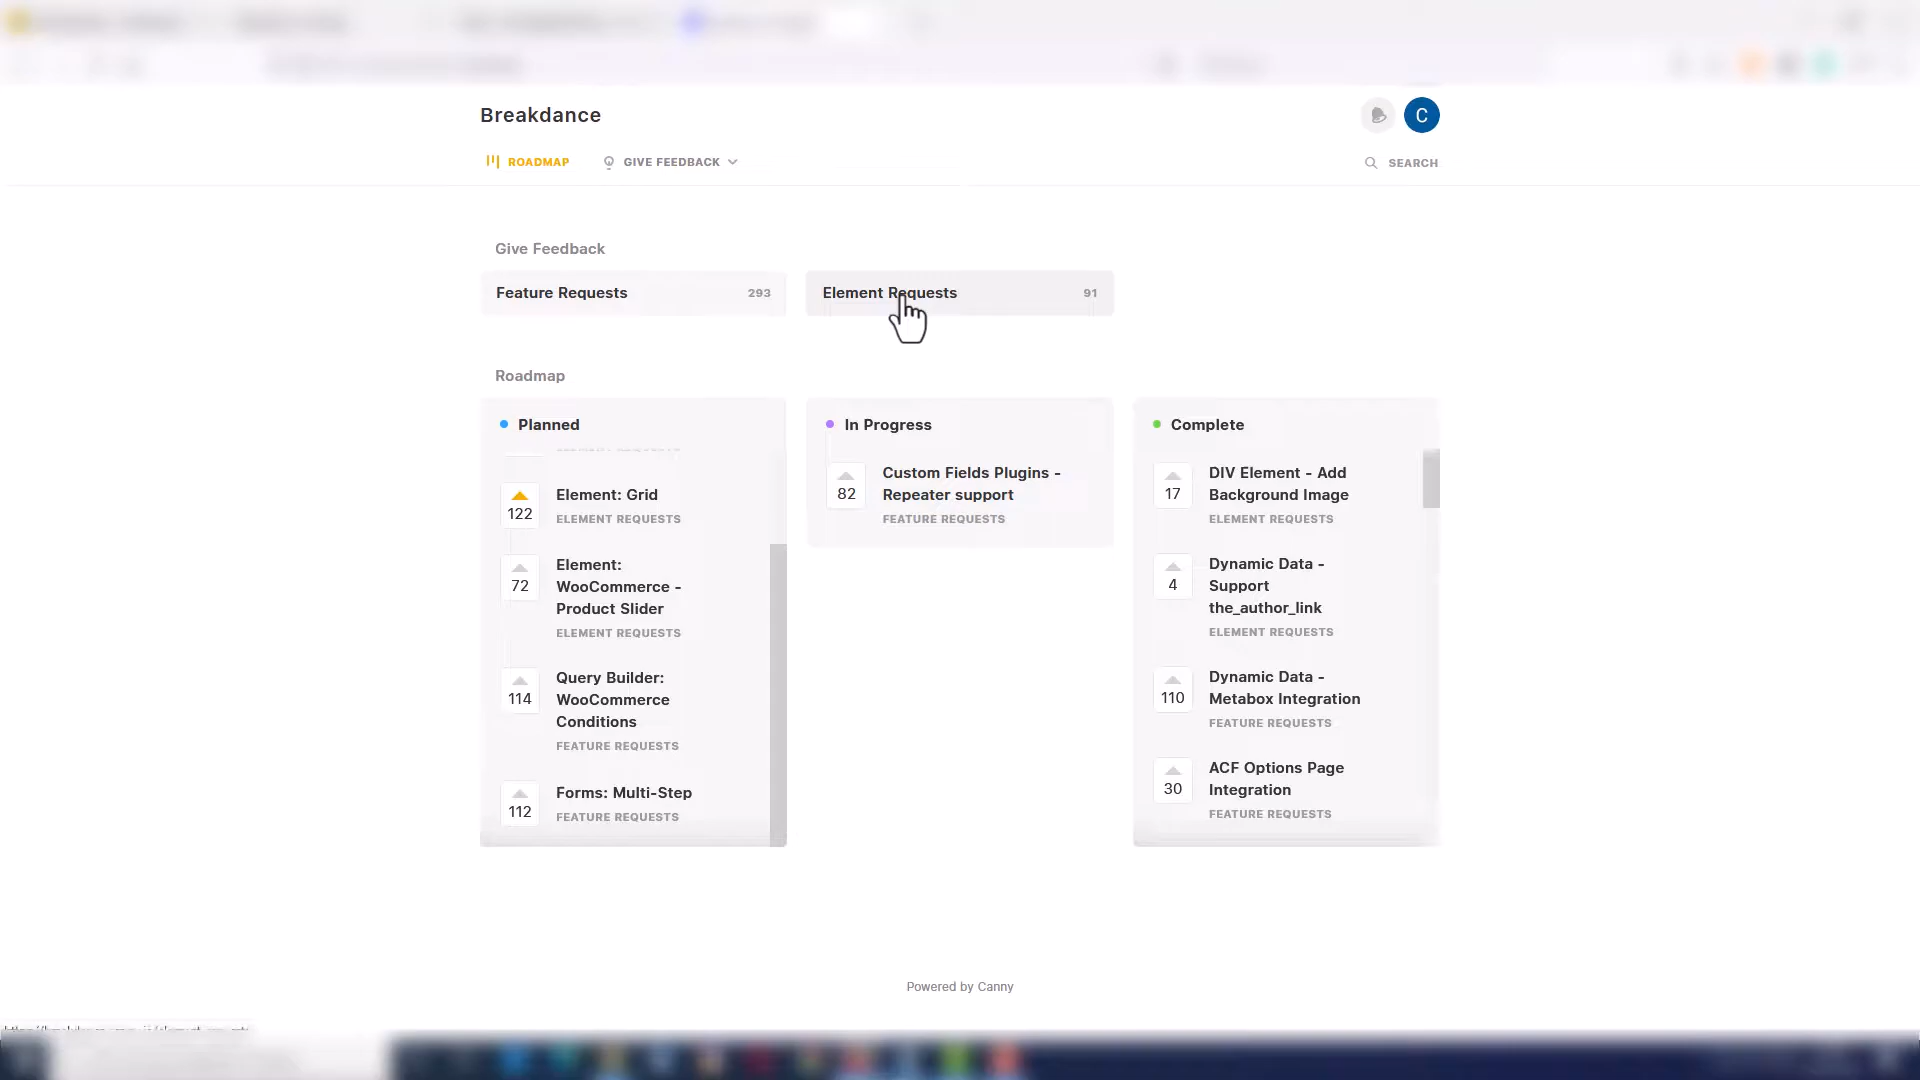 Breakdance
C
ROADMAP
GIVE FEEDBACK
SEARCH
Give Feedback
Feature Requests 293
Element Requests 91
Roadmap
Planned
Element: Grid
122
ELEMENT REQUESTS
Element:
WooCommerce -
Product Slider
72
ELEMENT REQUESTS
Query Builder:
WooCommerce
Conditions
114
FEATURE REQUESTS
Forms: Multi-Step
112
FEATURE REQUESTS
In Progress
Custom Fields Plugins -
Repeater support
82
FEATURE REQUESTS
Complete
DIV Element - Add
Background Image
17
ELEMENT REQUESTS
Dynamic Data -
Support
the_author_link
4
ELEMENT REQUESTS
Dynamic Data -
Metabox Integration
110
FEATURE REQUESTS
ACF Options Page
Integration
30
FEATURE REQUESTS
Powered by Canny